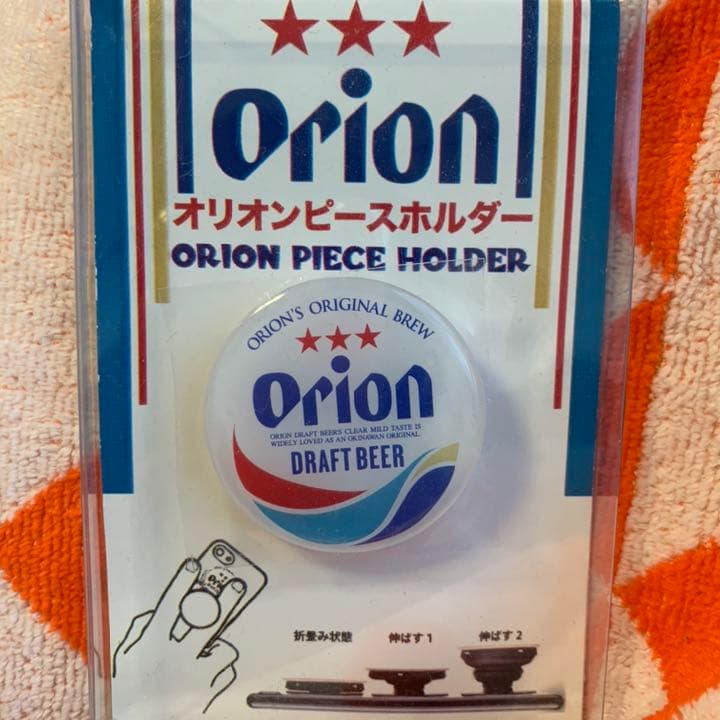 Orion
オリオンピースホルダー
ORION PIECE HOLDER
ORION'S ORIGINAL BREW
Orion
ORION DRAFT BEER'S CLEAR MILD TASTE IS
WIDELY LOVED AS AN OKINAWAN ORIGINAL.
DRAFT BEER
Orion
折畳み状態 伸ばす1 伸ばす2